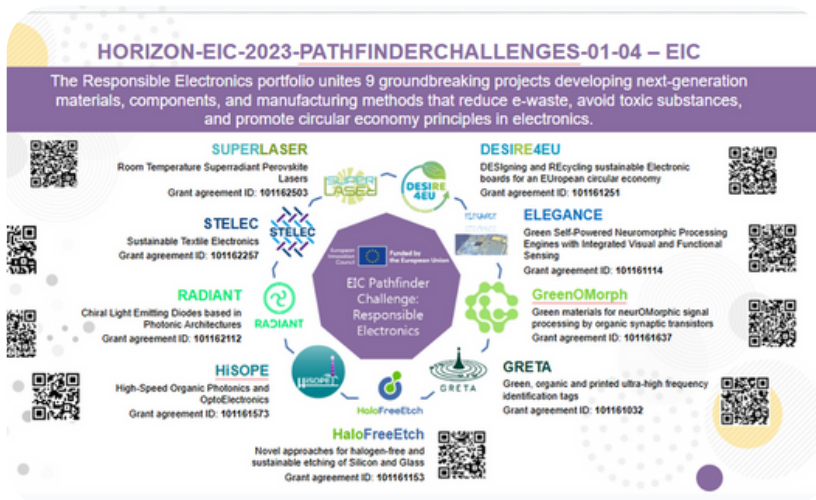 HORIZON-EIC-2023-PATHFINDERCHALLENGES-01-04 – EIC
The Responsible Electronics portfolio unites 9 groundbreaking projects developing next-generation
materials, components, and manufacturing methods that reduce e-waste, avoid toxic substances,
and promote circular economy principles in electronics.
SUPERLASER
Room Temperature Superradiant Perovskite
Lasers
Grant agreement ID: 101162503
SUPER
LASER
DESIRE
4EU
DESIRE4EU
DESIgning and REcycling sustainable Electronic
boards for an EUropean circular economy
Grant agreement ID: 101161251
STELEC
Sustainable Textile Electronics
Grant agreement ID: 101162257
STELEC
ELEGANCE
Green Self-Powered Neuromorphic Processing
Engines with Integrated Visual and Functional
Sensing
Grant agreement ID: 101161114
European
Innovation
Council
Funded by
the European Union
EIC Pathfinder
Challenge:
Responsible
Electronics
RADIANT
Chiral Light Emitting Diodes based in
Photonic Architectures
Grant agreement ID: 101162112
RADIANT
GreenOMorph
Green materials for neurOMorphic signal
processing by organic synaptic transistors
Grant agreement ID: 101161637
HiSOPE
High-Speed Organic Photonics and
OptoElectronics
Grant agreement ID: 101161573
HISOPE
HaloFreeEtch
GRETA
GRETA
Green, organic and printed ultra-high frequency
identification tags
Grant agreement ID: 101161032
HaloFreeEtch
Novel approaches for halogen-free and
sustainable etching of Silicon and Glass
Grant agreement ID: 101161153